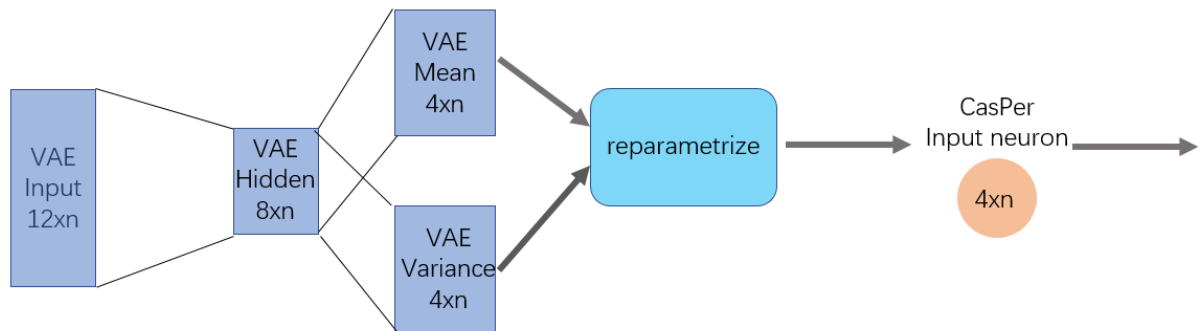 VAE
Input
12xn
VAE
Hidden
8xn
VAE
Mean
4xn
VAE
Variance
4xn
reparametrize
CasPer
Input neuron
4xn